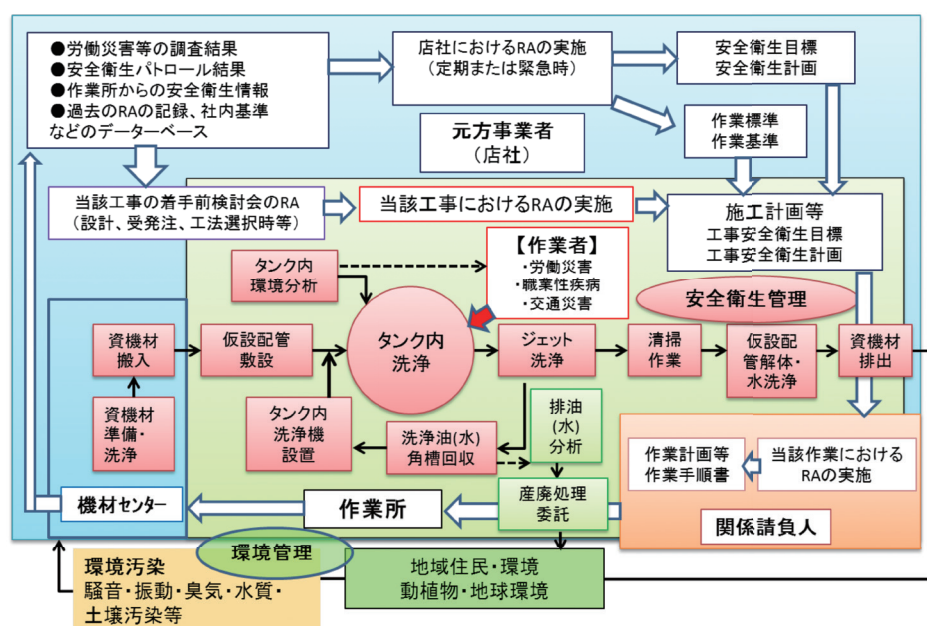 ●労働災害等の調査結果
●安全衛生パトロール結果
●作業所からの安全衛生情報
●過去のRAの記録、社内基準
などのデーターベース
店社におけるRAの実施
(定期または緊急時)
安全衛生目標
安全衛生計画
元方事業者
(店社)
作業標準
作業基準
当該工事の着手前検討会のRA
(設計、受発注、工法選択時等)
当該工事におけるRAの実施
施工計画等
工事安全衛生目標
工事安全衛生計画
【作業者】
・労働災害
・職業性疾病
・交通災害
タンク内
環境分析
安全衛生管理
資機材
搬入
仮設配管
敷設
タンク内
洗浄
ジェット
洗浄
清掃
作業
仮設配
管解体・
水洗浄
資機材
排出
資機材
準備・
洗浄
タンク内
洗浄機
設置
洗浄油(水)
角槽回収
排油
(水)
分析
作業計画等
作業手順書
当該作業における
RAの実施
機材センター
作業所
産廃処理
委託
関係請負人
環境管理
環境汚染
騒音・振動・臭気・水質・
土壌汚染等
地域住民・環境
動植物・地球環境